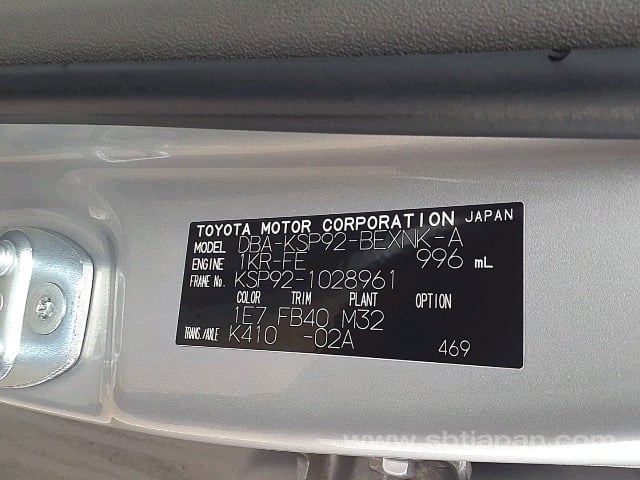 TOYOTA MOTOR CORPORATION JAPAN
MODEL DBA-KSP92-BEXNK-A
ENGINE 1KR-FE 996 mL
FRAME No. KSP92-1028961
COLOR TRIM PLANT OPTION
1E7 FB40 M32
TRANS./AXLE K410 -02A
469
www.sbtjapan.com